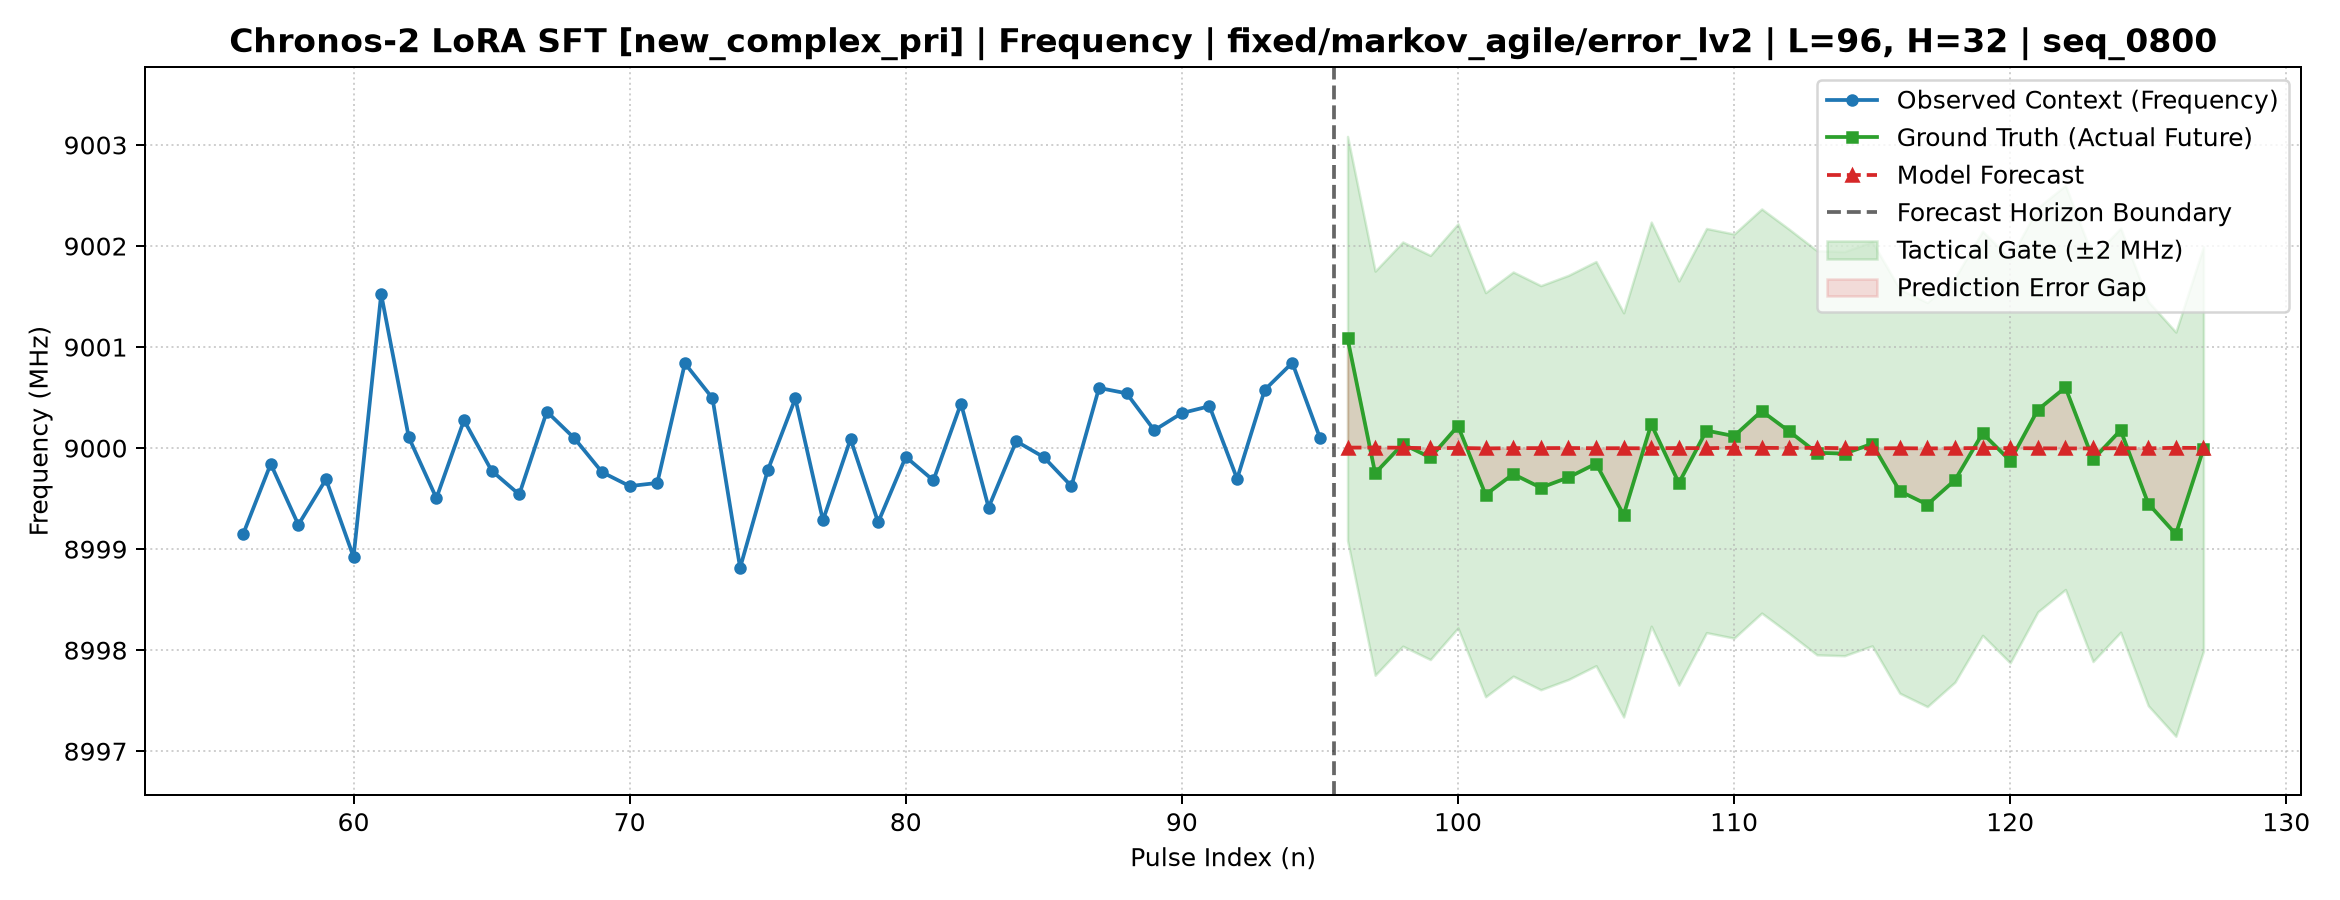 Chronos-2 LoRA SFT [new_complex_pri] | Frequency | fixed/markov_agile/error_lv2 | L=96, H=32 | seq_0800
Observed Context (Frequency)
Ground Truth (Actual Future)
Model Forecast
Forecast Horizon Boundary
Tactical Gate (±2 MHz)
Prediction Error Gap
Frequency (MHz)
9003
9002
9001
9000
8999
8998
8997
60
70
80
90
100
110
120
130
Pulse Index (n)